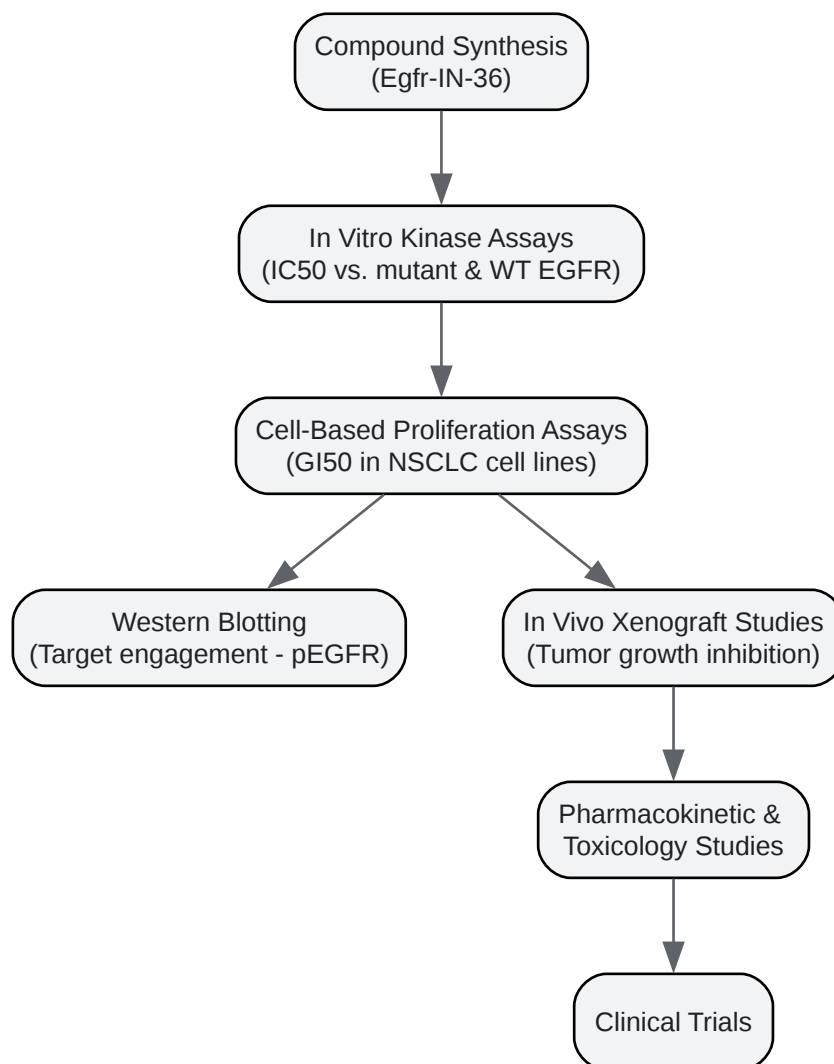 Compound Synthesis
(Egfr-IN-36)
In Vitro Kinase Assays
(IC50 vs. mutant & WT EGFR)
Cell-Based Proliferation Assays
(GI50 in NSCLC cell lines)
Western Blotting
(Target engagement - pEGFR)
In Vivo Xenograft Studies
(Tumor growth inhibition)
Pharmacokinetic &
Toxicology Studies
Clinical Trials